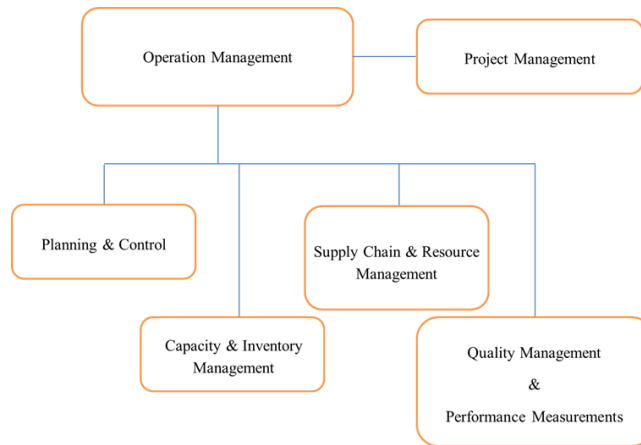 Operation Management
Project Management
Planning & Control
Supply Chain & Resource
Management
Capacity & Inventory
Management
Quality Management
&
Performance Measurements